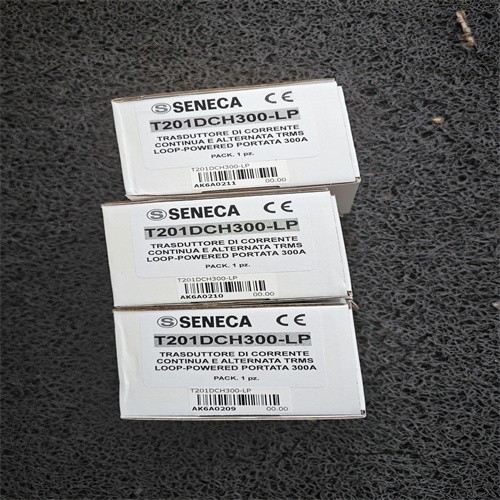 SENECA CE
T201DCH300-LP
TRASDUTTORE DI CORRENTE
CONTINUA E ALTERNATA TRMS
LOOP-POWERED PORTATA 300A
PACK. 1 pz.
T201DCH300-LP
AK6A0211 00.00
SENECA CE
T201DCH300-LP
TRASDUTTORE DI CORRENTE
CONTINUA E ALTERNATA TRMS
LOOP-POWERED PORTATA 300A
PACK. 1 pz.
T201DCH300-LP
AK6A0210 00.00
SENECA CE
T201DCH300-LP
TRASDUTTORE DI CORRENTE
CONTINUA E ALTERNATA TRMS
LOOP-POWERED PORTATA 300A
PACK. 1 pz.
T201DCH300-LP
AK6A0209 00.00